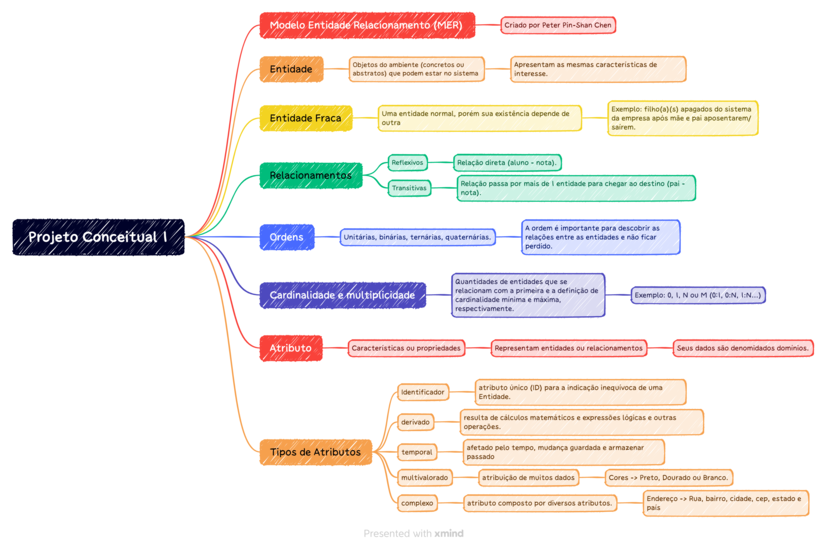 Modelo Entidade Relacionamento (MER)
Criado por Peter Pin-Shan Chen
Entidade
Objetos do ambiente (concretos ou
abstratos) que podem estar no sistema
Apresentam as mesmas características de
interesse.
Entidade Fraca
Uma entidade normal, porém sua existência depende de
outra
Exemplo: filho(a)(s) apagados do sistema
da empresa após mãe e pai aposentarem/
sairem.
Relacionamentos
Reflexivos
Relação direta (aluno - nota).
Transitivas
Relação passa por mais de 1 entidade para chegar ao destino (pai -
nota).
Projeto Conceitual 1
Ordens
Unitárias, binárias, ternárias, quaternárias.
A ordem é importante para descobrir as
relações entre as entidades e não ficar
perdido.
Cardinalidade e multiplicidade
Quantidades de entidades que se
relacionam com a primeira e a definição de
cardinalidade mínima e máxima,
respectivamente.
Exemplo: 0, 1, N ou M (0:1, 0:N, 1:N...)
Atributo
Características ou propriedades
Representam entidades ou relacionamentos
Seus dados são denomidados domínios.
Tipos de Atributos
Identificador
atributo único (ID) para a indicação inequívoca de uma
Entidade.
derivado
resulta de cálculos matemáticos e expressões lógicas e outras
operações.
temporal
afetado pelo tempo, mudança guardada e armazenar
passado
multivalorado
atribuição de muitos dados
Cores -> Preto, Dourado ou Branco.
complexo
atributo composto por diversos atributos.
Endereço -> Rua, bairro, cidade, cep, estado e
país
Presented with xmind